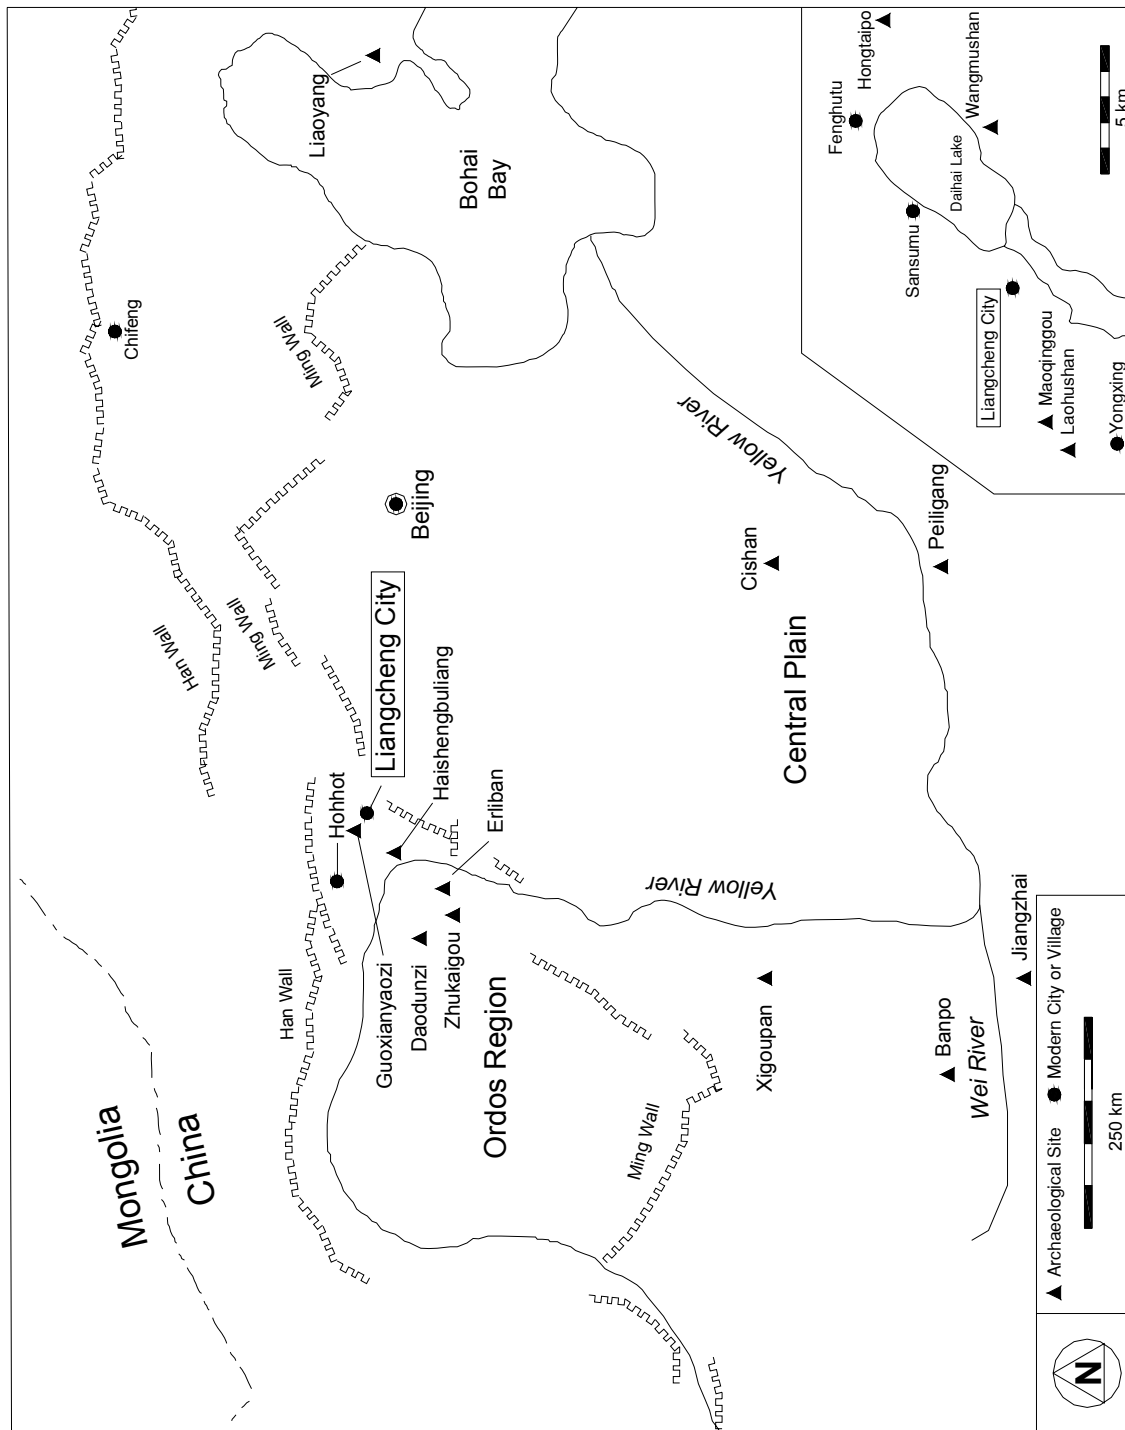 Mongolia
China
Han Wall
Han Wall
Ming Wall
Ming Wall
Chifeng
Liaoyang
Bohai
Bay
Beijing
Hohhot
Liangcheng City
Haishengbuliang
Erliban
Guoxianyaozi
Daodunzi
Zhukaigou
Ordos Region
Ming Wall
Yellow River
Yellow River
Xigoupan
Cishan
Central Plain
Peiligang
Banpo
Wei River
Jiangzhai
Fenghutu
Hongtaipo
Wangmushan
Daihai Lake
Sansumu
Liangcheng City
Maoqinggou
Laohushan
Yongxing
5 km
N
Archaeological Site
Modern City or Village
250 km